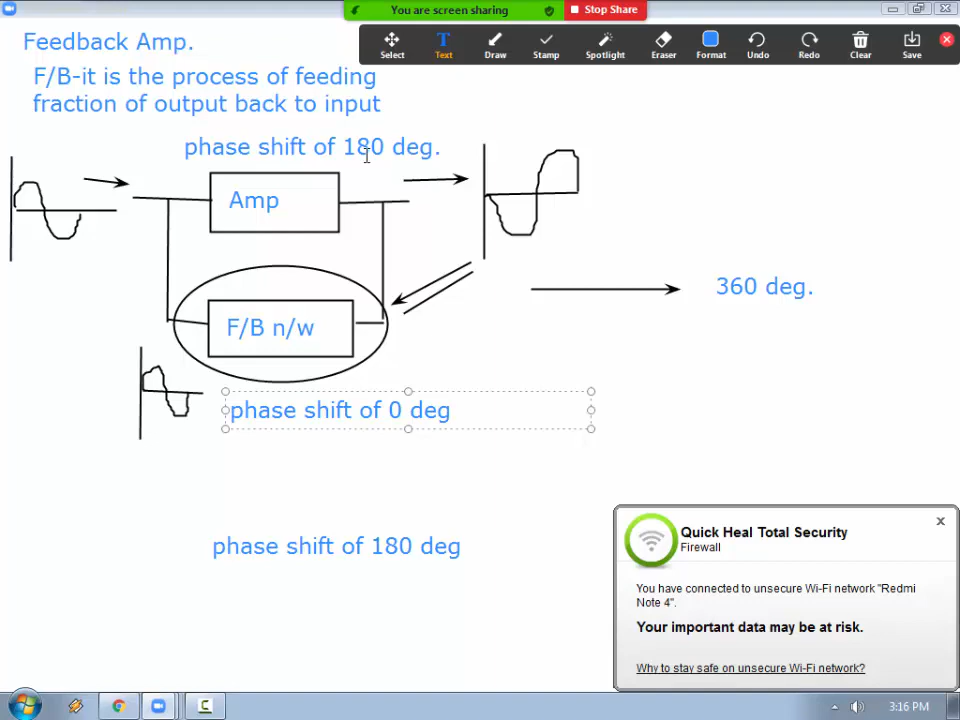 You are screen sharing
Stop Share
Feedback Amp.
Select
Text
Draw
Stamp
Spotlight
Eraser
Format
Undo
Redo
Clear
Save
F/B-it is the process of feeding
fraction of output back to input
phase shift of 180 deg.
Amp
360 deg.
F/B n/w
phase shift of 0 deg
phase shift of 180 deg
Quick Heal Total Security
Firewall
You have connected to unsecure Wi-Fi network "Redmi
Note 4".
Your important data may be at risk.
Why to stay safe on unsecure Wi-Fi network?
3:16 PM